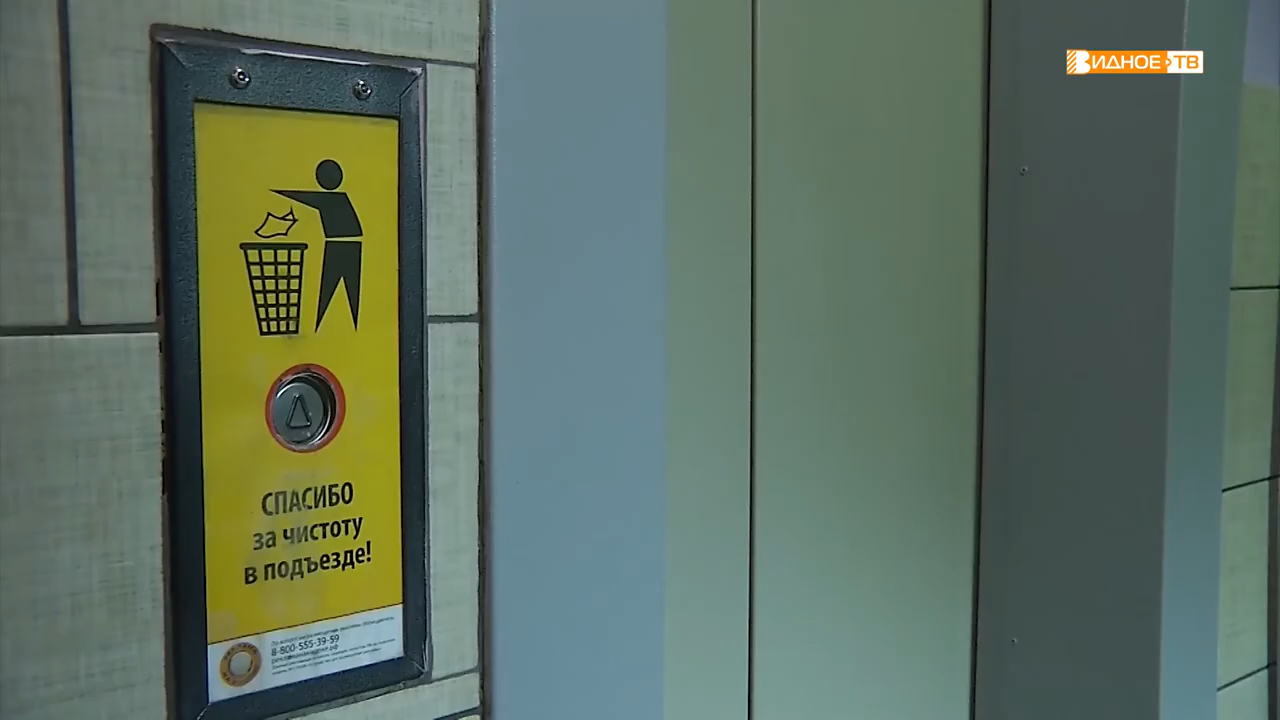 ВИДНОЕ ТВ
СПАСИБО
за чистоту
в подъезде!
8-800-555-39-59